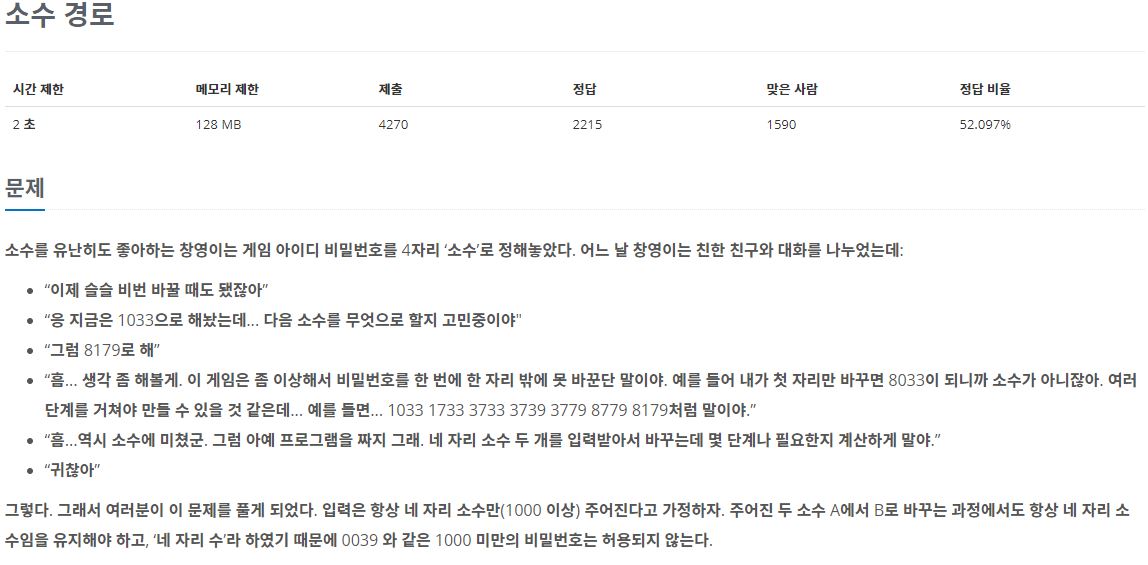 소수 경로
시간 제한 메모리 제한 제출 정답 맞은 사람 정답 비율
2 초 128 MB 4270 2215 1590 52.097%
문제
소수를 유난히도 좋아하는 창영이는 게임 아이디 비밀번호를 4자리 ‘소수’로 정해놓았다. 어느 날 창영이는 친한 친구와 대화를 나누었는데:
• “이제 슬슬 비번 바꿀 때도 됐잖아”
• “응 지금은 1033으로 해놨는데... 다음 소수를 무엇으로 할지 고민중이야"
• “그럼 8179로 해”
• “흠... 생각 좀 해볼게. 이 게임은 좀 이상해서 비밀번호를 한 번에 한 자리 밖에 못 바꾼단 말이야. 예를 들어 내가 첫 자리만 바꾸면 8033이 되니까 소수가 아니잖아. 여러
단계를 거쳐야 만들 수 있을 것 같은데... 예를 들면... 1033 1733 3733 3739 3779 8779 8179처럼 말이야.”
• “흠...역시 소수에 미쳤군. 그럼 아예 프로그램을 짜지 그래. 네 자리 소수 두 개를 입력받아서 바꾸는데 몇 단계나 필요한지 계산하게 말야.”
• “귀찮아”
그렇다. 그래서 여러분이 이 문제를 풀게 되었다. 입력은 항상 네 자리 소수만(1000 이상) 주어진다고 가정하자. 주어진 두 소수 A에서 B로 바꾸는 과정에서도 항상 네 자리 소
수임을 유지해야 하고, ‘네 자리 수’라 하였기 때문에 0039 와 같은 1000 미만의 비밀번호는 허용되지 않는다.